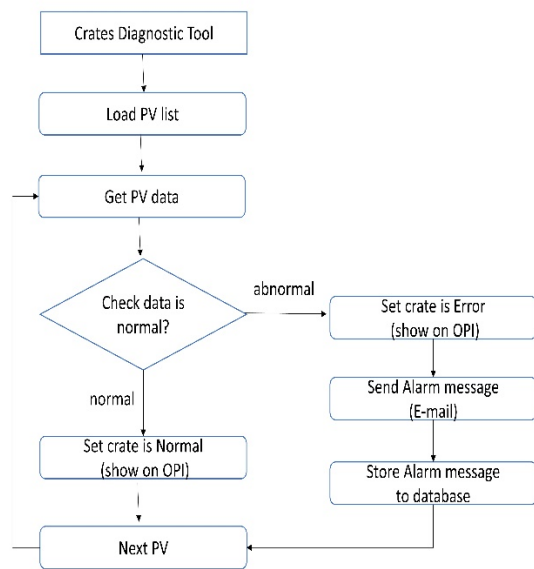 Crates Diagnostic Tool
Load PV list
Get PV data
Check data is
normal?
abnormal
Set crate is Error
(show on OPI)
Send Alarm message
(E-mail)
Store Alarm message
to database
normal
Set crate is Normal
(show on OPI)
Next PV